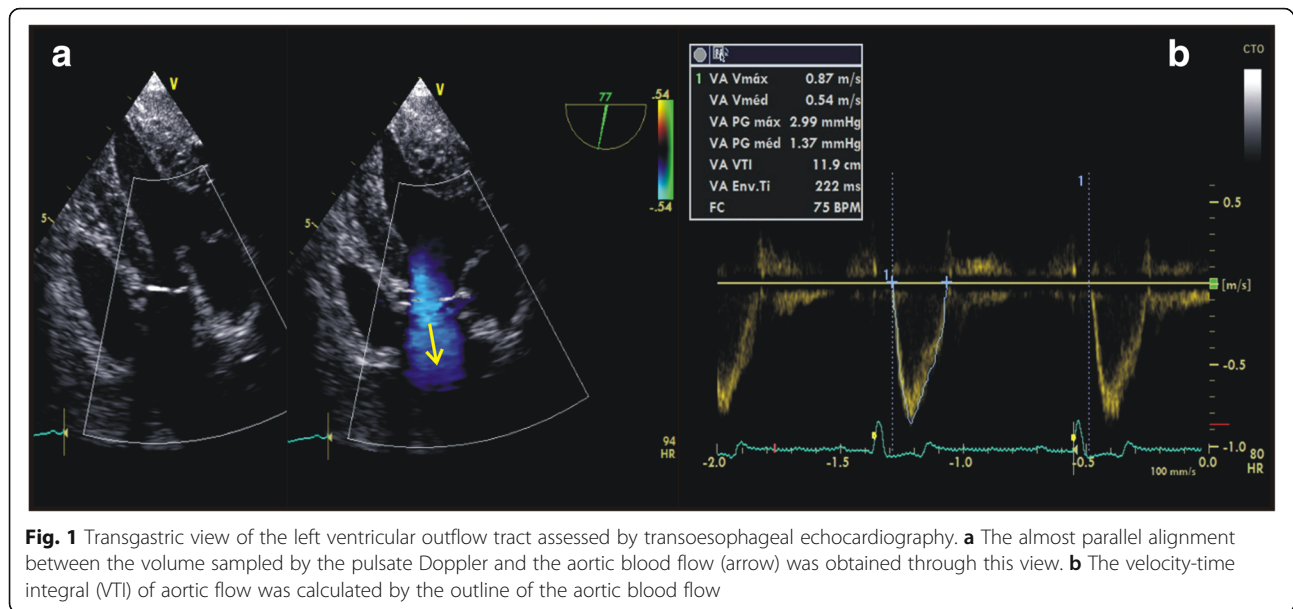 a
V
V
5
5
77
.54
-.54
94
HR
b
CTO
1 VA Vmáx 0.87 m/s
VA Vméd 0.54 m/s
VA PG máx 2.99 mmHg
VA PG méd 1.37 mmHg
VA VTI 11.9 cm
VA Env.Ti 222 ms
FC 75 BPM
1
1
0.5
[m/s]
-0.5
-1.0
-2.0 -1.5 -1.0 -0.5 0.0
100 mm/s
80
HR
Fig. 1 Transgastric view of the left ventricular outflow tract assessed by transoesophageal echocardiography. a The almost parallel alignment
between the volume sampled by the pulsate Doppler and the aortic blood flow (arrow) was obtained through this view. b The velocity-time
integral (VTI) of aortic flow was calculated by the outline of the aortic blood flow